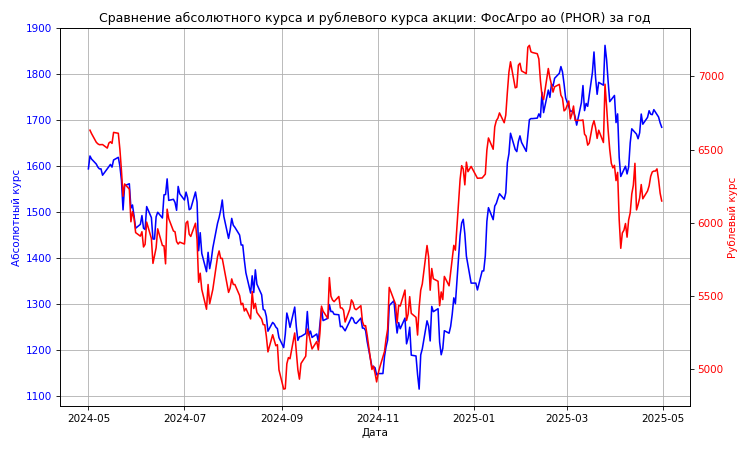 Сравнение абсолютного курса и рублевого курса акции: ФосАгро ао (PHOR) за год
1900
1800
1700
1600
1500
1400
1300
1200
1100
Абсолютный курс
7000
6500
6000
5500
5000
Рублевый курс
2024-05 2024-07 2024-09 2024-11 2025-01 2025-03 2025-05
Дата